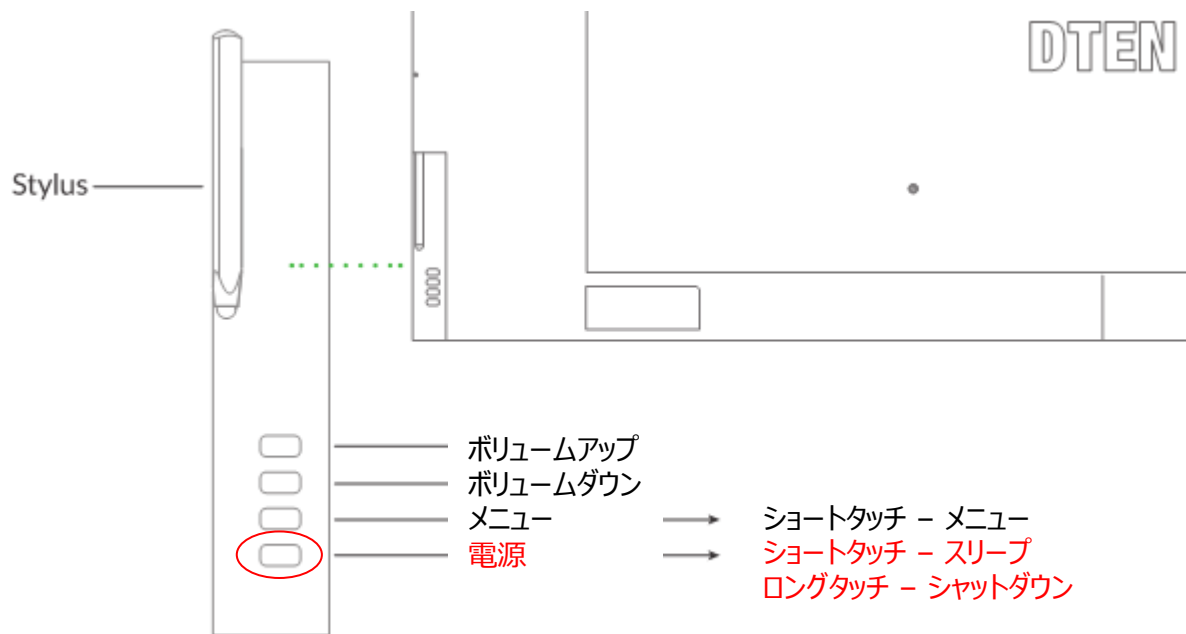 DTEN
Stylus
ボリュームアップ
ボリュームダウン
メニュー
ショートタッチ – メニュー
電源
ショートタッチ – スリープ
ロングタッチ – シャットダウン